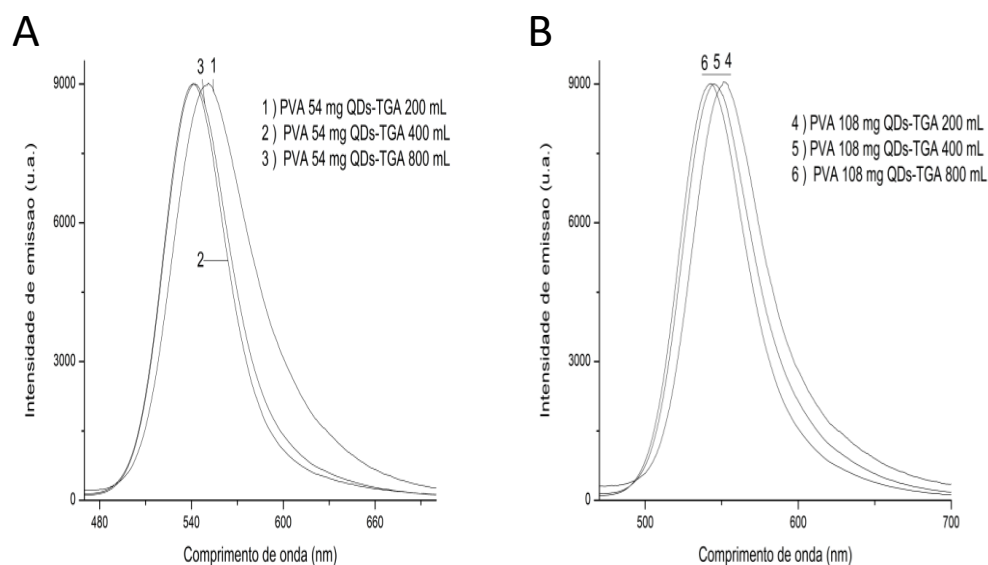 A
B
3 1
1 ) PVA 54 mg QDs-TGA 200 mL
2 ) PVA 54 mg QDs-TGA 400 mL
3 ) PVA 54 mg QDs-TGA 800 mL
2
9000
6000
3000
0
480 540 600 660
Intensidade de emissao (u.a.)
Comprimento de onda (nm)
6 5 4
4 ) PVA 108 mg QDs-TGA 200 mL
5 ) PVA 108 mg QDs-TGA 400 mL
6 ) PVA 108 mg QDs-TGA 800 mL
9000
6000
3000
0
500 600 700
Intensidade de emissao (u.a.)
Comprimento de onda (nm)